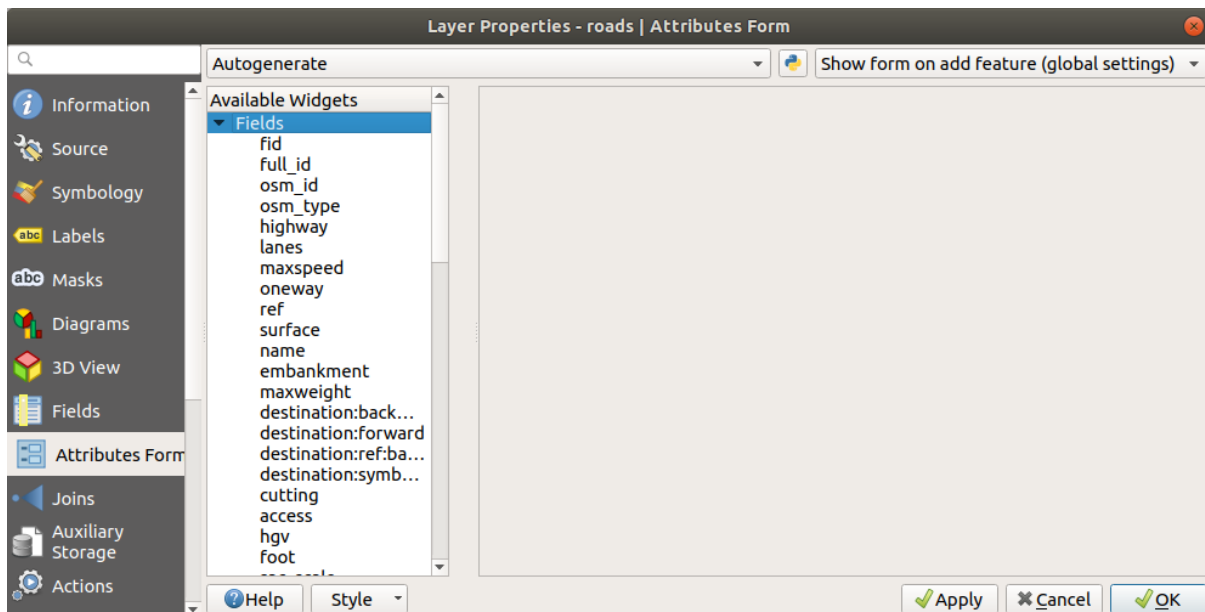 Layer Properties - roads | Attributes Form
Autogenerate
Show form on add feature (global settings)
Information
Source
Symbology
abc Labels
abc Masks
Diagrams
3D View
Fields
Attributes Form
Joins
Auxiliary
Storage
Actions
Available Widgets
Fields
fid
full_id
osm_id
osm_type
highway
lanes
maxspeed
oneway
ref
surface
name
embankment
maxweight
destination:back…
destination:forward
destination:ref:ba…
destination:symb…
cutting
access
hgv
foot
Help
Style
Apply
Cancel
OK